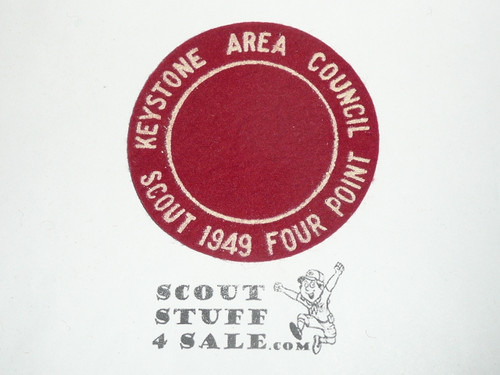 KEYSTONE AREA COUNCIL
SCOUT 1949 FOUR POINT
SCOUT
STUFF
4 SALE.COM